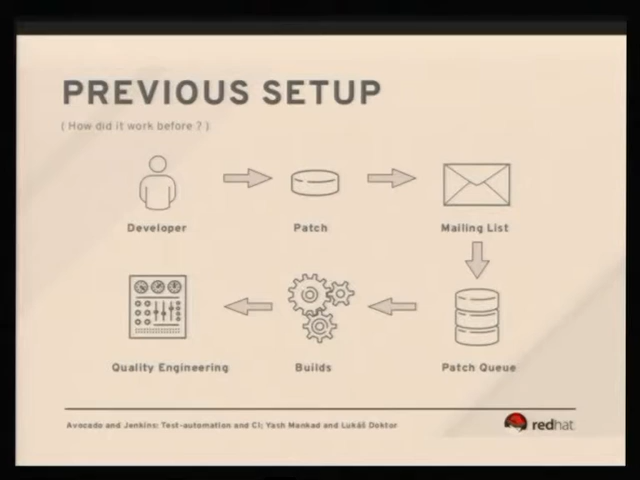 PREVIOUS SETUP
( How did it work before ? )
Developer
Patch
Mailing List
Quality Engineering
Builds
Patch Queue
Avocado and Jenkins: Test-automation and CI; Yash Mankad and Lukáš Doktor
redhat.